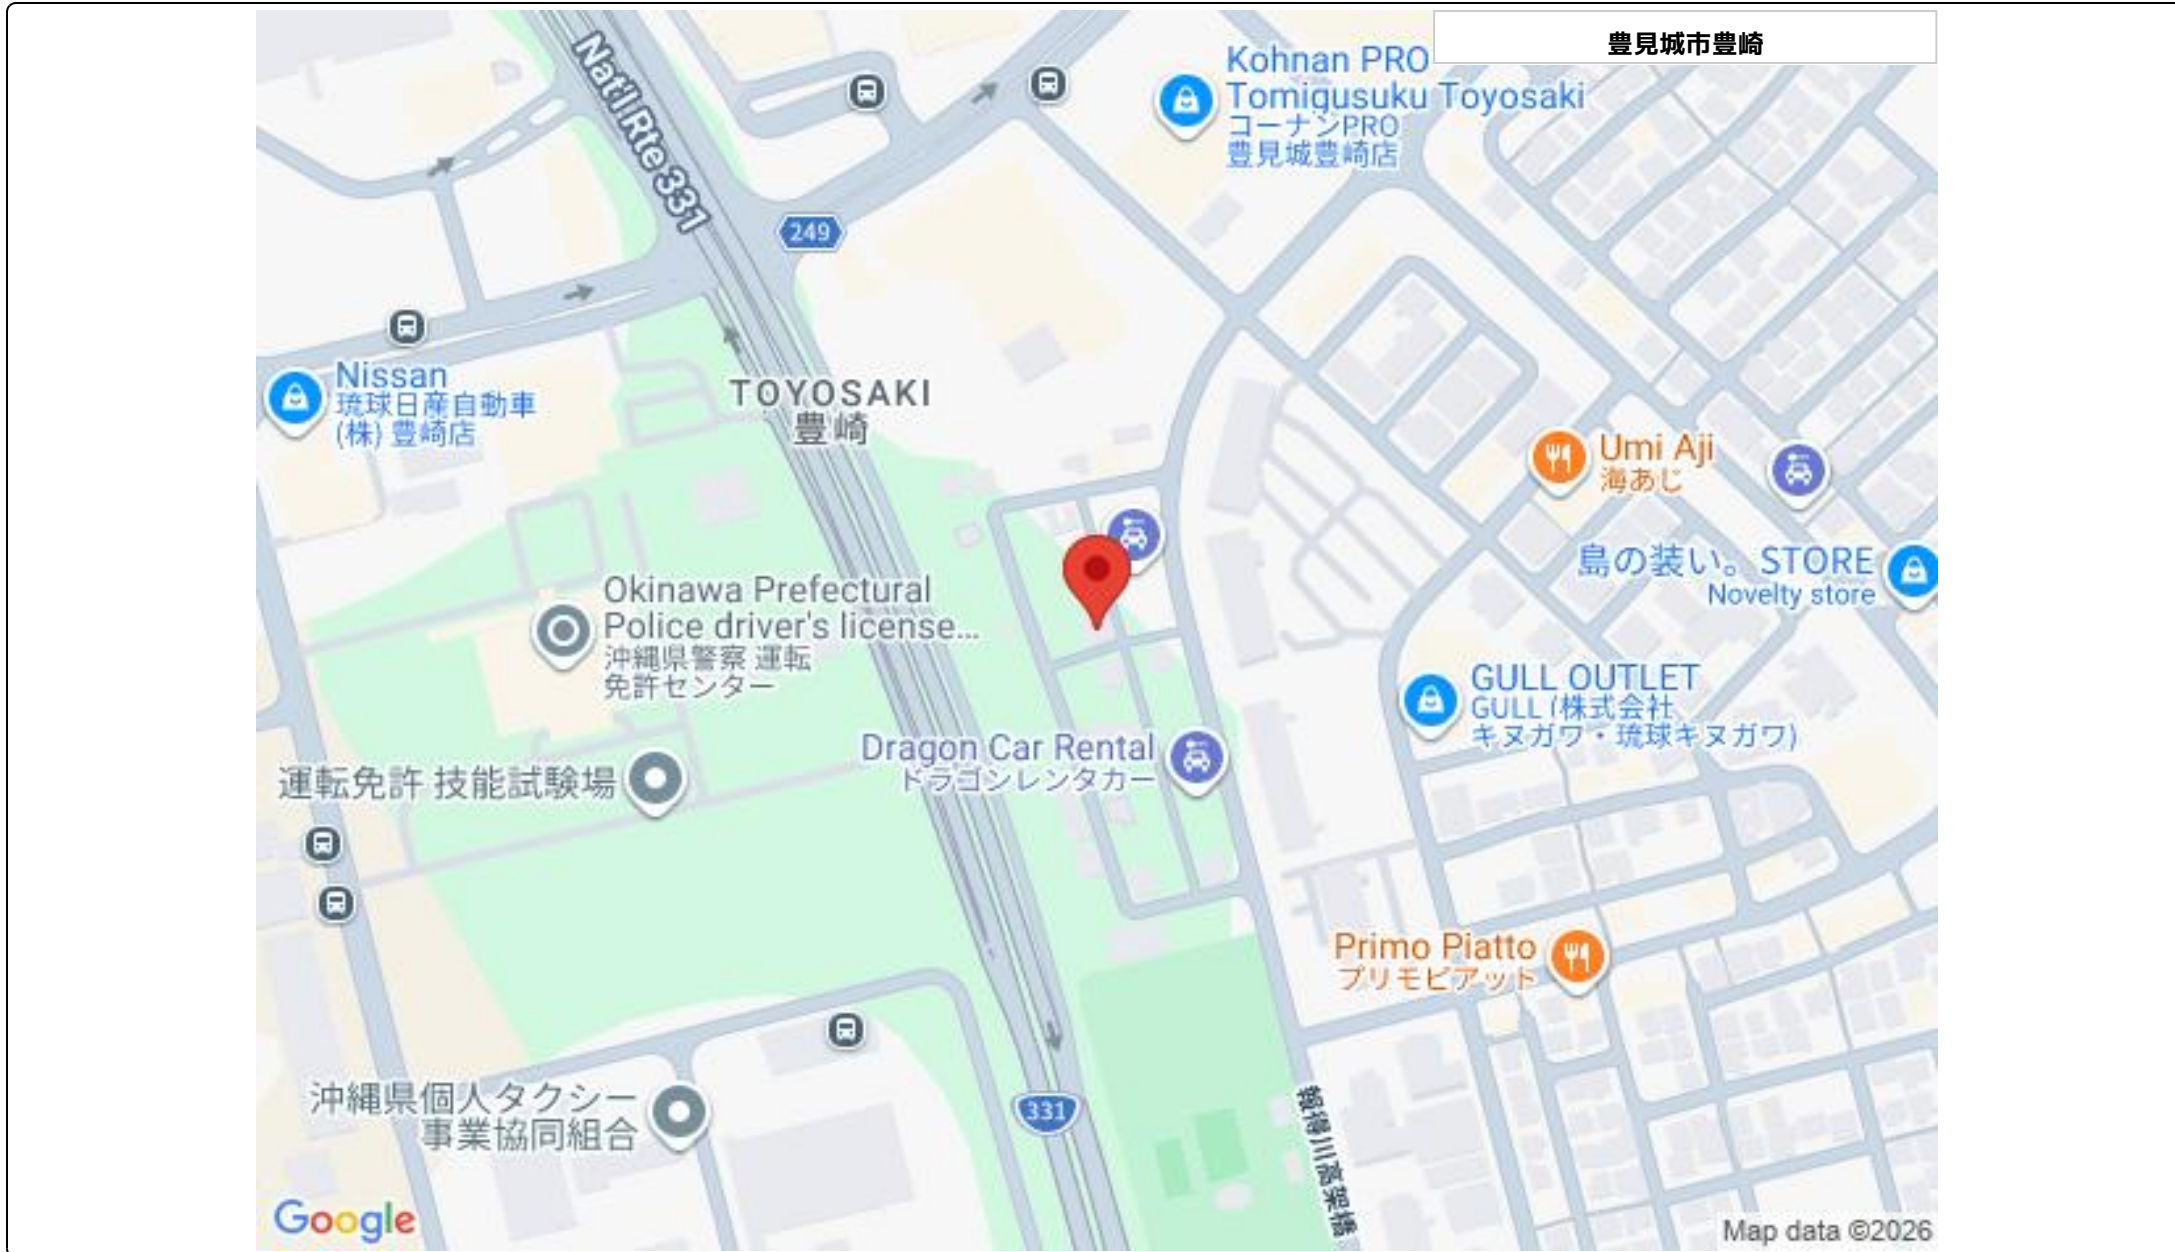 豊見城市豊崎
Kohnan PRO
Tomigusuku Toyosaki
コーナンPRO
豊見城豊崎店
Nat'l Rte 331
249
Nissan
琉球日産自動車
(株) 豊崎店
TOYOSAKI
豊崎
Umi Aji
海あじ
島の装い。STORE
Novelty store
Okinawa Prefectural
Police driver's license...
沖縄県警察 運転
免許センター
GULL OUTLET
GULL (株式会社
キヌガワ・琉球キヌガワ)
Dragon Car Rental
ドラゴンレンタカー
運転免許 技能試験場
Primo Piatto
プリモピアット
沖縄県個人タクシー
事業協同組合
331
報得川高架橋
Google
Map data ©2026